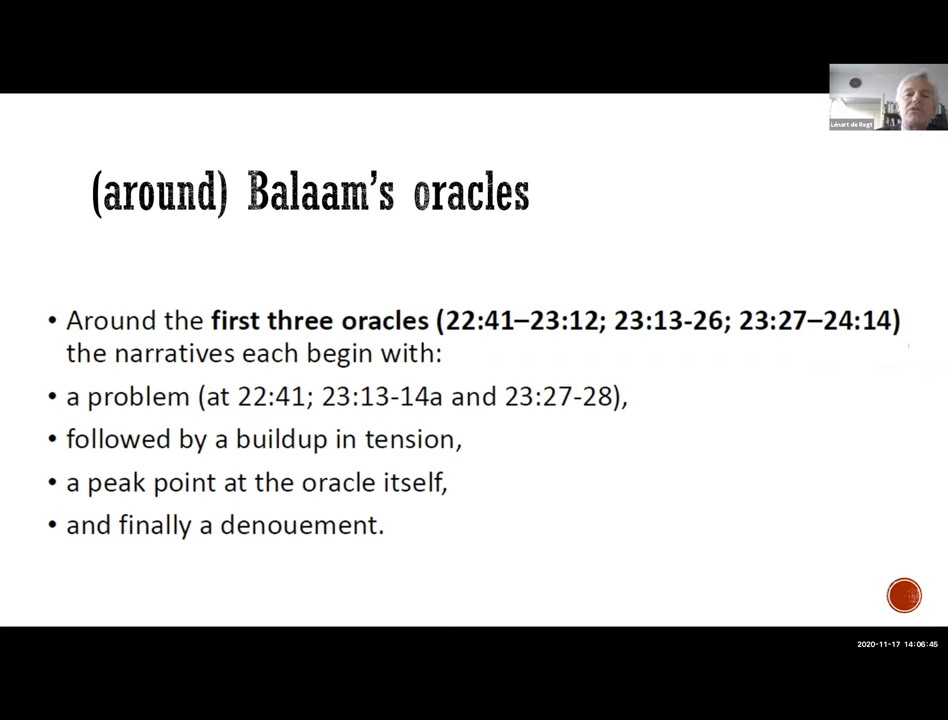 Lénart de Regt
(around) Balaam's oracles
• Around the first three oracles (22:41–23:12; 23:13-26; 23:27–24:14)
the narratives each begin with:
• a problem (at 22:41; 23:13-14a and 23:27-28),
• followed by a buildup in tension,
• a peak point at the oracle itself,
• and finally a denouement.
2020-11-17 14:06:45